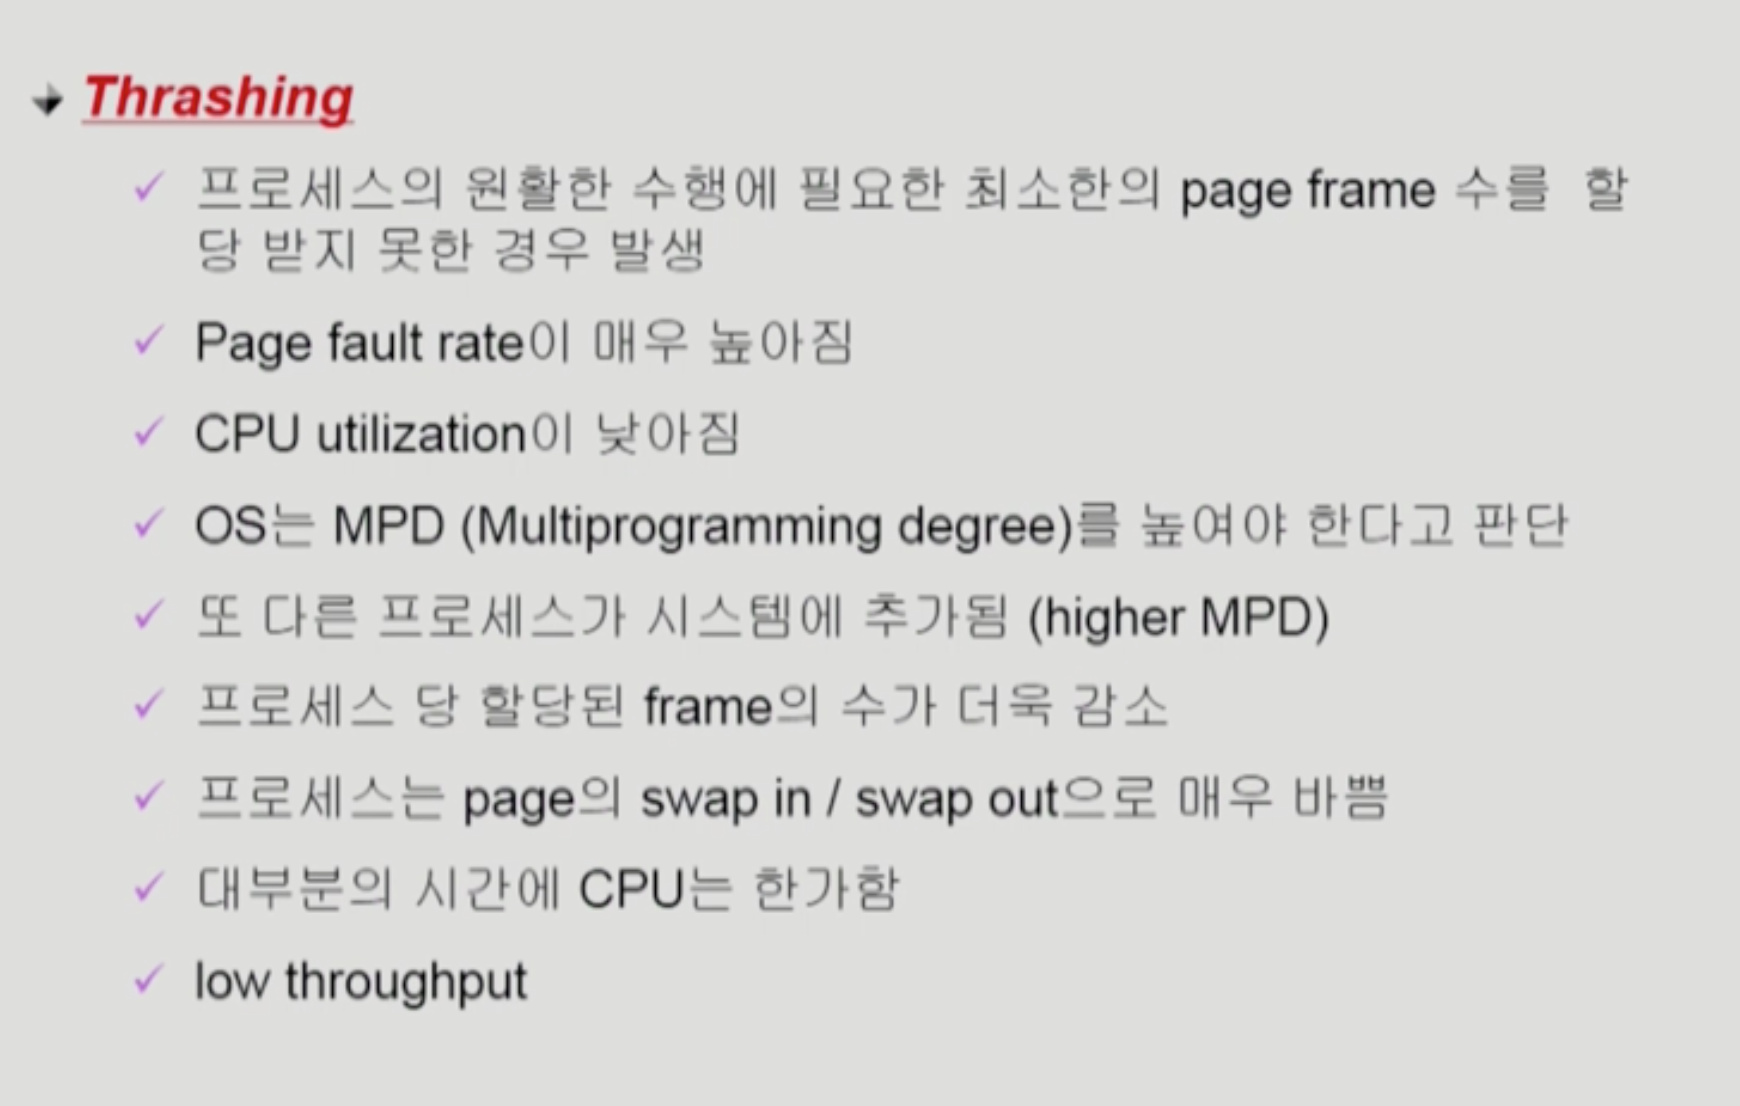 Thrashing
프로세스의 원활한 수행에 필요한 최소한의 page frame 수를 할
당 받지 못한 경우 발생
Page fault rate이 매우 높아짐
CPU utilization이 낮아짐
OS는 MPD (Multiprogramming degree)를 높여야 한다고 판단
또 다른 프로세스가 시스템에 추가됨 (higher MPD)
프로세스 당 할당된 frame의 수가 더욱 감소
프로세스는 page의 swap in / swap out으로 매우 바쁨
대부분의 시간에 CPU는 한가함
low throughput